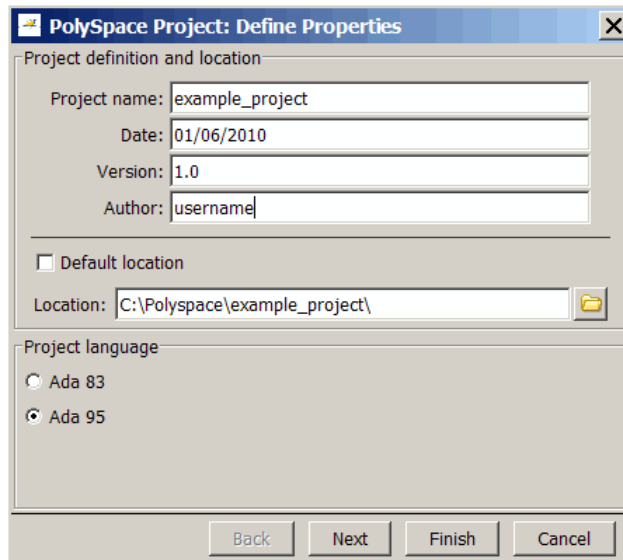 PolySpace Project: Define Properties
Project definition and location
Project name: example_project
Date: 01/06/2010
Version: 1.0
Author: username
Default location
Location: C:\Polyspace\example_project\
Project language
Ada 83
Ada 95
Back Next Finish Cancel